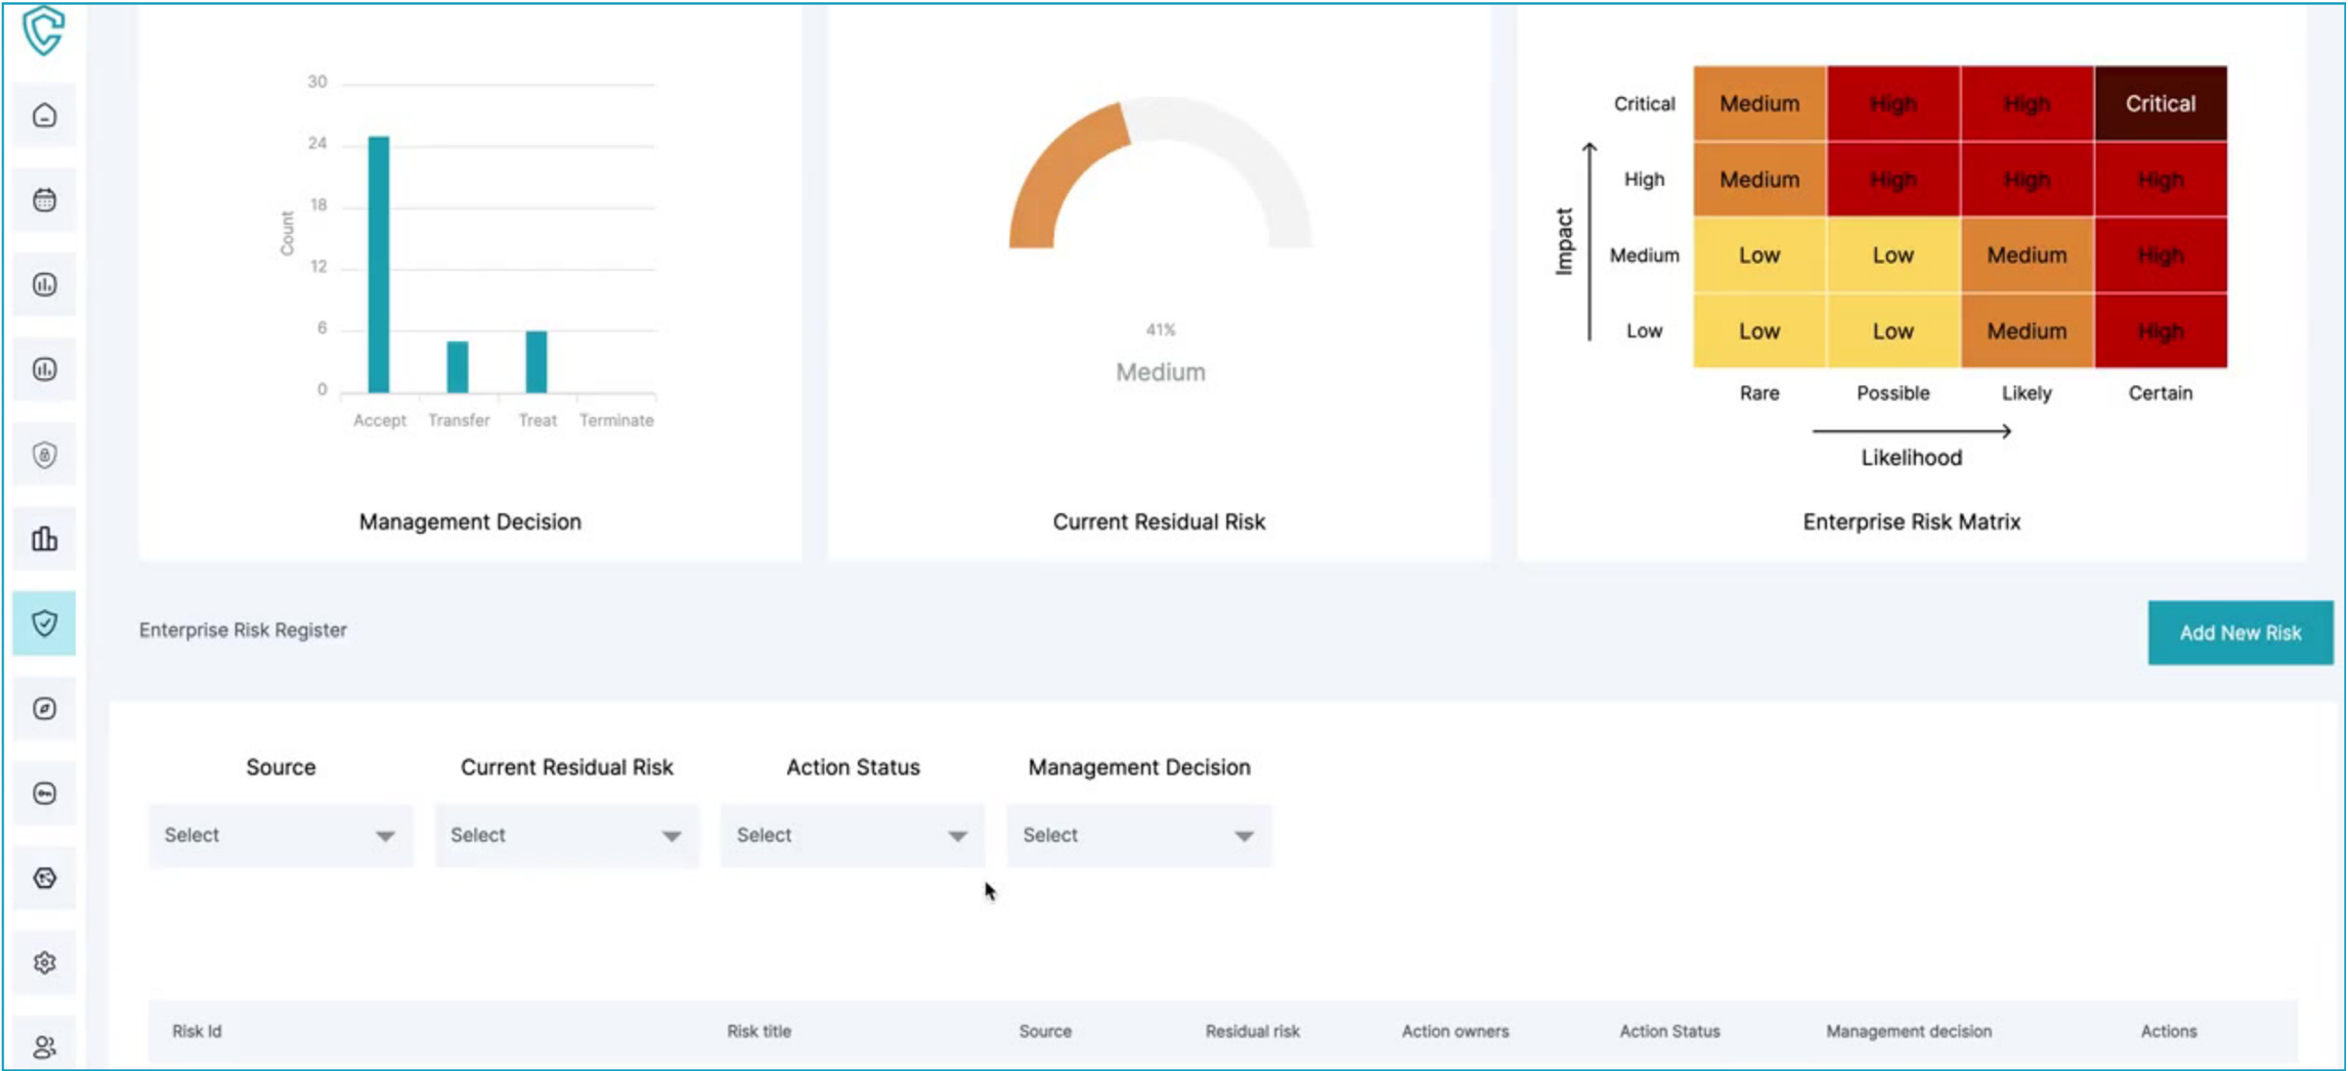 30
24
18
12
6
0
Count
Accept Transfer Treat Terminate
Management Decision
41%
Medium
Current Residual Risk
Impact
Critical Medium High High Critical
High Medium High High High
Medium Low Low Medium High
Low Low Low Medium High
Rare Possible Likely Certain
Likelihood
Enterprise Risk Matrix
Enterprise Risk Register
Add New Risk
Source Current Residual Risk Action Status Management Decision
Select Select Select Select
Risk Id Risk title Source Residual risk Action owners Action Status Management decision Actions